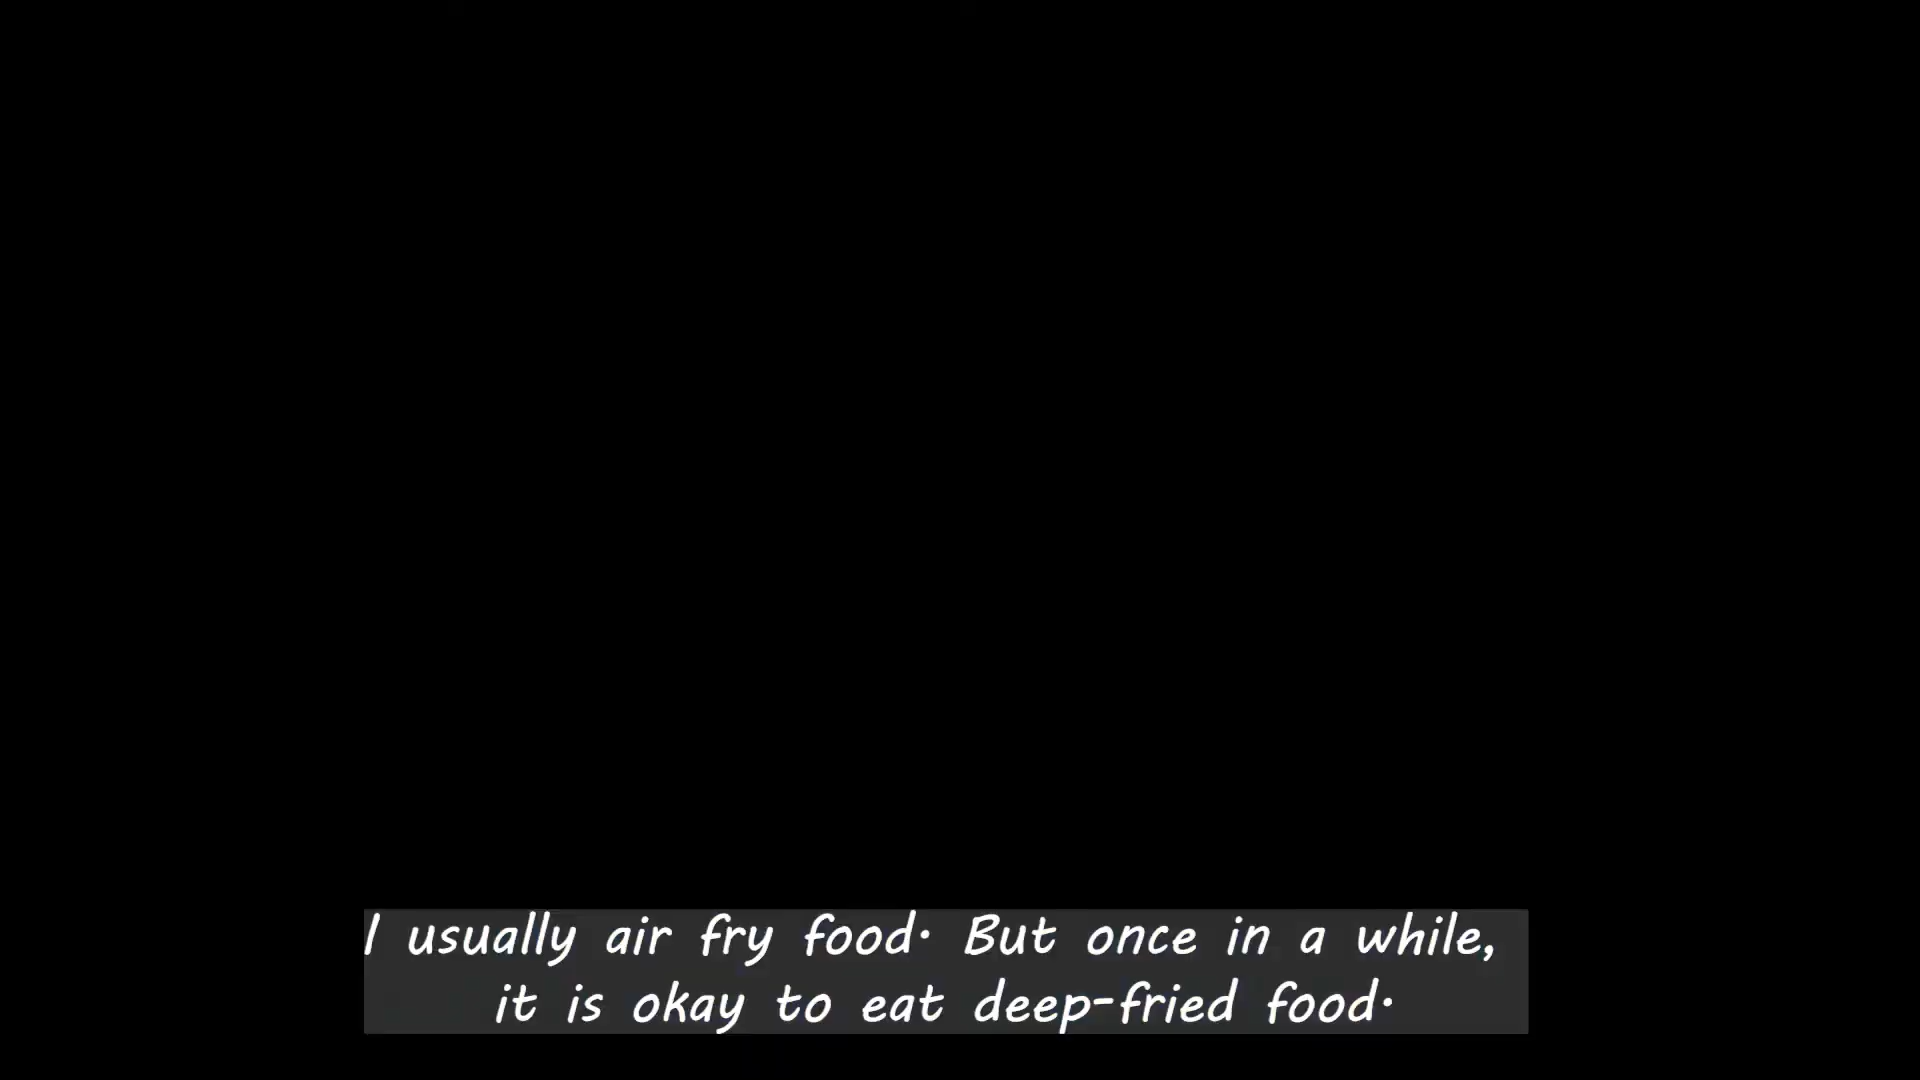 I usually air fry food. But once in a while,
it is okay to eat deep-fried food.